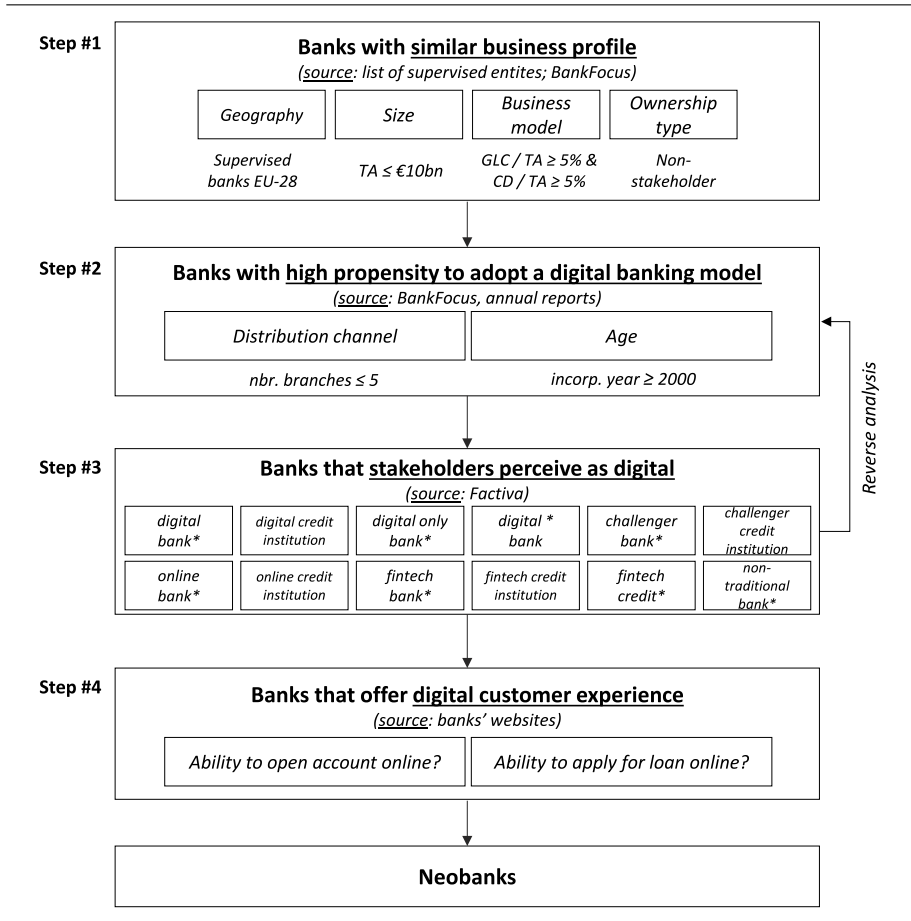 Step #1
Banks with similar business profile
(source: list of supervised entites; BankFocus)
Geography
Size
Business
model
Ownership
type
Supervised
banks EU-28
TA ≤ €10bn
GLC / TA ≥ 5% &
CD / TA ≥ 5%
Non-
stakeholder
Step #2
Banks with high propensity to adopt a digital banking model
(source: BankFocus, annual reports)
Distribution channel
Age
nbr. branches ≤ 5
incorp. year ≥ 2000
Reverse analysis
Step #3
Banks that stakeholders perceive as digital
(source: Factiva)
digital
bank*
digital credit
institution
digital only
bank*
digital *
bank
challenger
bank*
challenger
credit
institution
online
bank*
online credit
institution
fintech
bank*
fintech credit
institution
fintech
credit*
non-
traditional
bank*
Step #4
Banks that offer digital customer experience
(source: banks’ websites)
Ability to open account online?
Ability to apply for loan online?
Neobanks